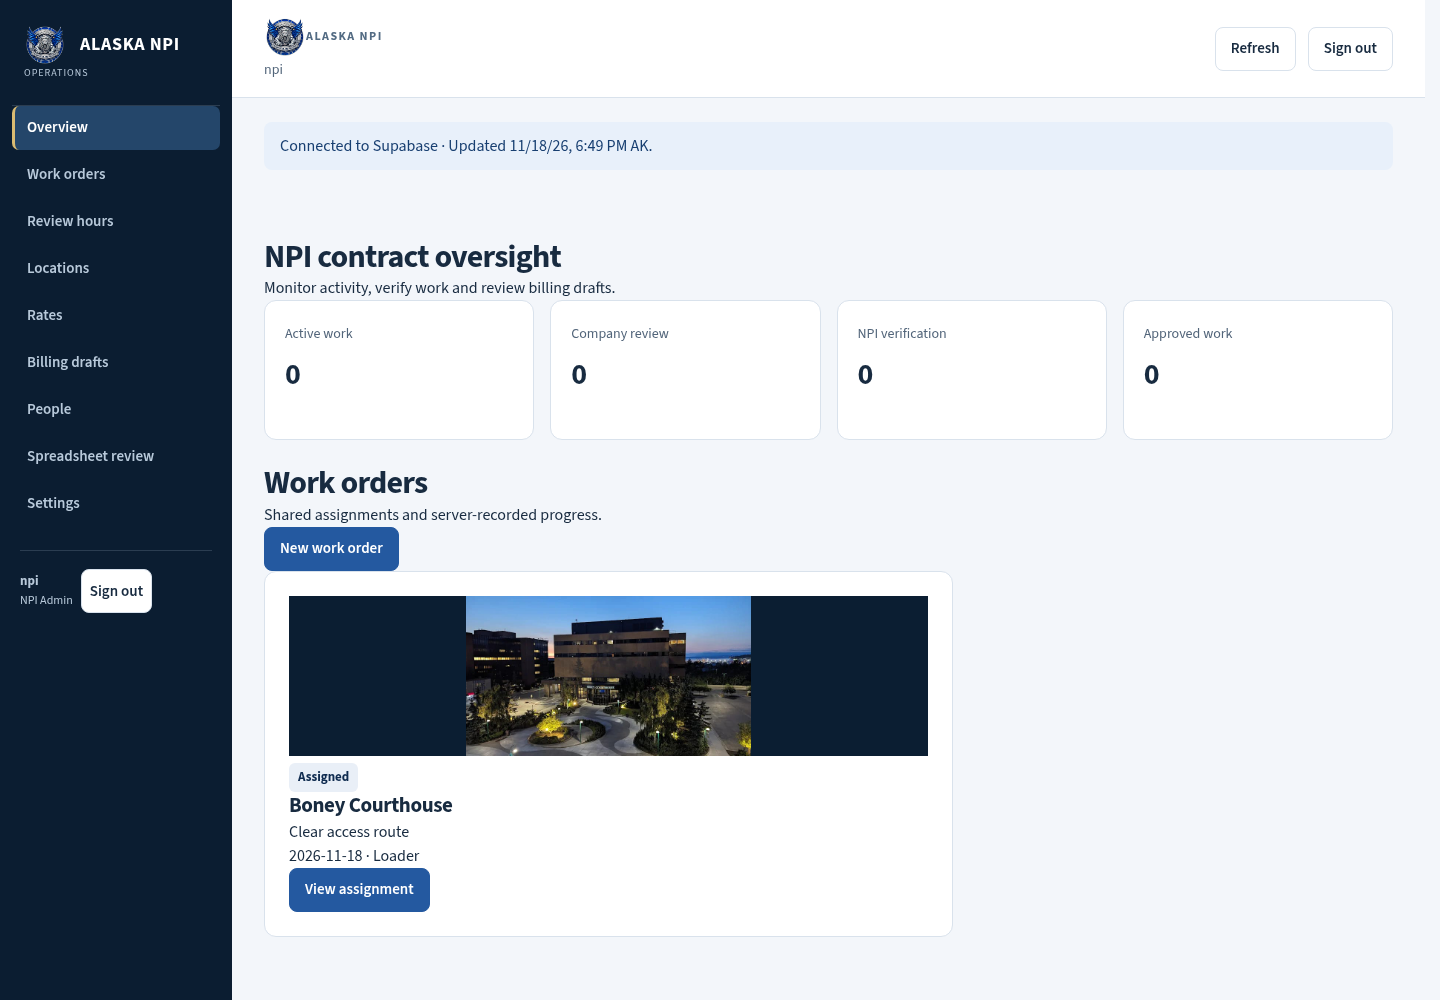 ALASKA NPI
OPERATIONS
Overview
Work orders
Review hours
Locations
Rates
Billing drafts
People
Spreadsheet review
Settings
npi
NPI Admin
Sign out
ALASKA NPI
npi
Refresh
Sign out
Connected to Supabase · Updated 11/18/26, 6:49 PM AK.
NPI contract oversight
Monitor activity, verify work and review billing drafts.
Active work
0
Company review
0
NPI verification
0
Approved work
0
Work orders
Shared assignments and server-recorded progress.
New work order
Assigned
Boney Courthouse
Clear access route
2026-11-18 · Loader
View assignment